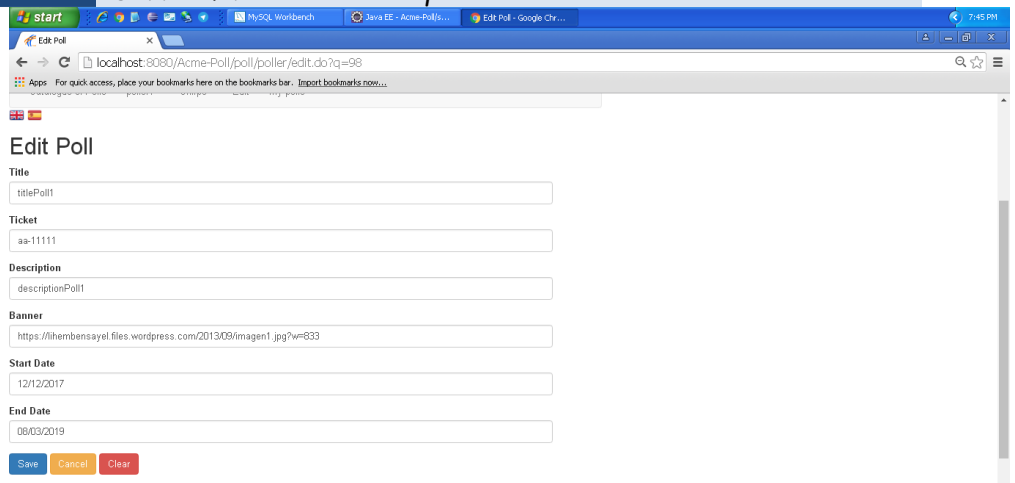 start MySQL Workbench Java EE - Acme-Poll/s... Edit Poll - Google Chr... 7:45 PM
Edit Poll
localhost:8080/Acme-Poll/poll/poller/edit.do?q=98
Apps For quick access, place your bookmarks here on the bookmarks bar. Import bookmarks now...
Edit Poll
Title
titlePoll1
Ticket
aa-11111
Description
descriptionPoll1
Banner
https://lihembensayel.files.wordpress.com/2013/09/imagen1.jpg?w=833
Start Date
12/12/2017
End Date
08/03/2019
Save Cancel Clear